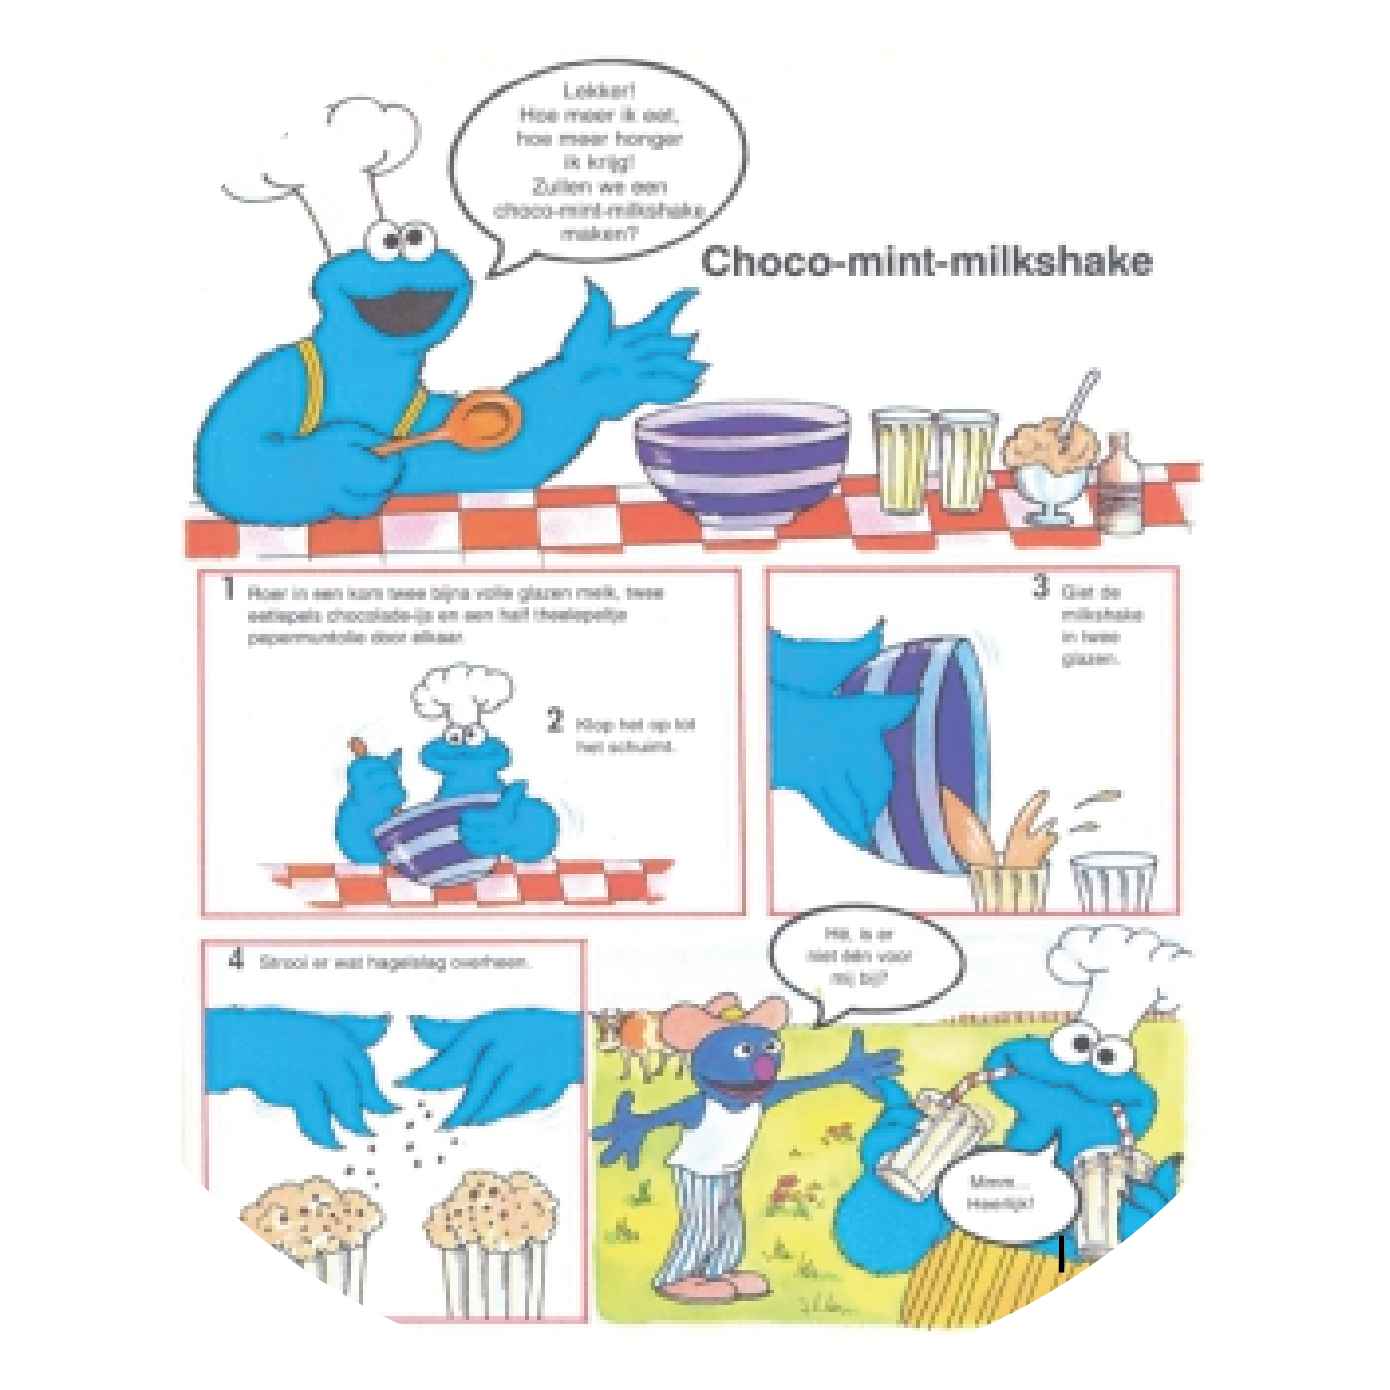 Lekker!
Hoe meer ik eet,
hoe meer honger
ik krijg!
Zullen we een
choco-mint-milkshake
maken?
Choco-mint-milkshake
1 Roer in een kom twee bijna volle glazen melk, twee
eetlepels chocolade-ijs en een half theelepeltje
pepermuntolie door elkaar.
2 Klop het op tot
het schuimt.
3 Giet de
milkshake
in twee
glazen.
4 Strooi er wat hagelslag overheen.
Hé, is er
niet één voor
mij bij?
Mmm...
Heerlijk!